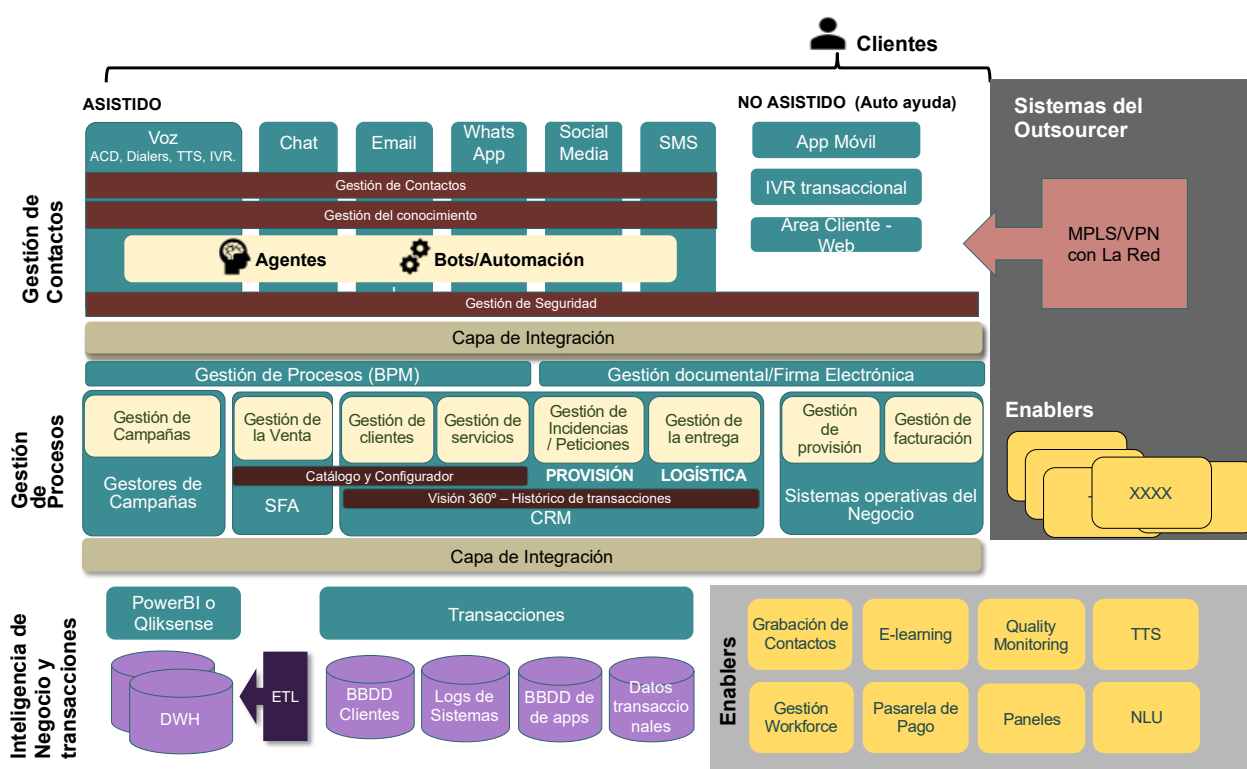 Clientes
ASISTIDO
NO ASISTIDO (Auto ayuda)
Sistemas del
Outsourcer
Gestión de
Contactos
Voz
ACD, Dialers, TTS, IVR.
Chat
Email
Whats
App
Social
Media
SMS
App Móvil
IVR transaccional
Area Cliente -
Web
Gestión de Contactos
Gestión del conocimiento
Agentes
Bots/Automación
Gestión de Seguridad
MPLS/VPN
con La Red
Capa de Integración
Gestión de Procesos (BPM)
Gestión documental/Firma Electrónica
Gestión
de
Procesos
Gestión de
Campañas
Gestores de
Campañas
Gestión de
la Venta
Gestión de
clientes
Gestión de
servicios
Gestión de
Incidencias
/ Peticiones
Gestión de
la entrega
Catálogo y Configurador
PROVISIÓN
LOGÍSTICA
SFA
Visión 360º – Histórico de transacciones
CRM
Gestión
de
provisión
Gestión de
facturación
Sistemas operativas del
Negocio
Enablers
XXXX
Capa de Integración
Inteligencia de
Negocio y
transacciones
PowerBI o
Qliksense
DWH
ETL
Transacciones
BBDD
Clientes
Logs de
Sistemas
BBDD de
de apps
Datos
transaccio
nales
Enablers
Grabación de
Contactos
E-learning
Quality
Monitoring
TTS
Gestión
Workforce
Pasarela de
Pago
Paneles
NLU